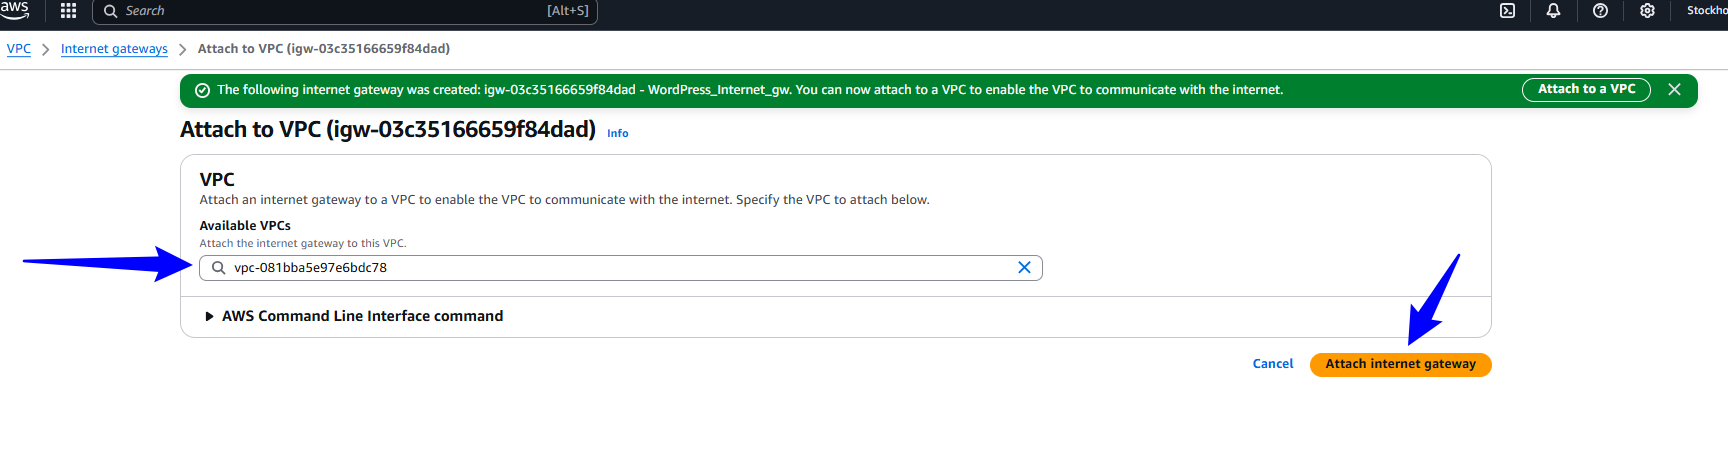 aws
Search [Alt+S]
VPC > Internet gateways > Attach to VPC (igw-03c35166659f84dad)
The following internet gateway was created: igw-03c35166659f84dad - WordPress_Internet_gw. You can now attach to a VPC to enable the VPC to communicate with the internet. Attach to a VPC
Attach to VPC (igw-03c35166659f84dad) Info
VPC
Attach an internet gateway to a VPC to enable the VPC to communicate with the internet. Specify the VPC to attach below.
Available VPCs
Attach the internet gateway to this VPC.
vpc-081bba5e97e6bdc78
AWS Command Line Interface command
Cancel Attach internet gateway